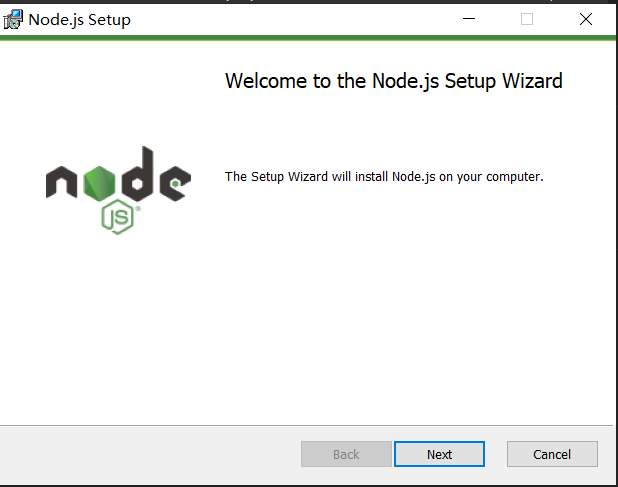 Node.js Setup
Welcome to the Node.js Setup Wizard
node
JS
The Setup Wizard will install Node.js on your computer.
Back
Next
Cancel